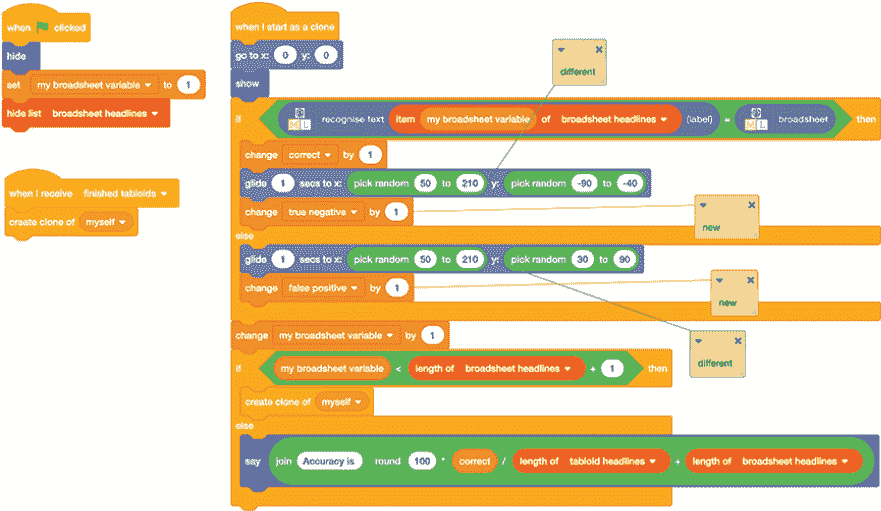 when clicked
hide
set my broadsheet variable to 1
hide list broadsheet headlines
when I receive finished tabloids
create clone of myself
when I start as a clone
go to x: 0 y: 0
show
if ML recognise text item my broadsheet variable of broadsheet headlines (label) = ML broadsheet then
change correct by 1
glide 1 secs to x: pick random 50 to 210 y: pick random -90 to -40
different
change true negative by 1
new
else
glide 1 secs to x: pick random 50 to 210 y: pick random 30 to 90
different
change false positive by 1
new
change my broadsheet variable by 1
if my broadsheet variable < length of broadsheet headlines + 1 then
create clone of myself
else
say join Accuracy is round 100 * correct / length of tabloid headlines + length of broadsheet headlines